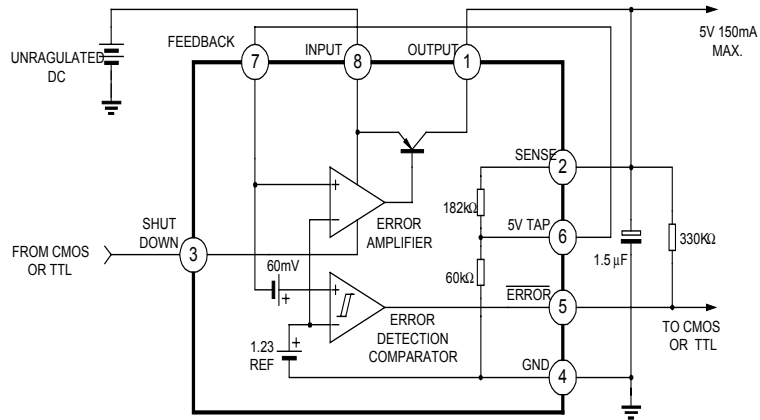 FEEDBACK
INPUT
OUTPUT
5V 150mA
MAX.
UNRAGULATED
DC
7
8
1
SENSE
2
182kΩ
5V TAP
6
SHUT
DOWN
3
FROM CMOS
OR TTL
ERROR
AMPLIFIER
60mV
60kΩ
1.5 µF
330KΩ
ERROR
5
TO CMOS
OR TTL
ERROR
DETECTION
COMPARATOR
1.23
REF
GND
4